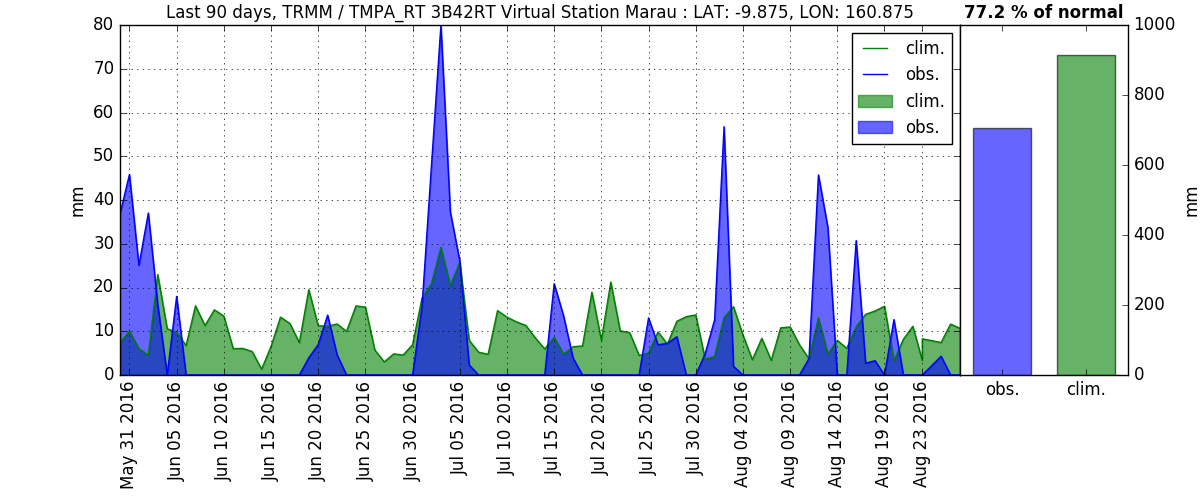 Last 90 days, TRMM / TMPA_RT 3B42RT Virtual Station Marau : LAT: -9.875, LON: 160.875
77.2 % of normal
80
70
60
50
40
30
20
10
0
mm
clim.
obs.
clim.
obs.
May 31 2016
Jun 05 2016
Jun 10 2016
Jun 15 2016
Jun 20 2016
Jun 25 2016
Jun 30 2016
Jul 05 2016
Jul 10 2016
Jul 15 2016
Jul 20 2016
Jul 25 2016
Jul 30 2016
Aug 04 2016
Aug 09 2016
Aug 14 2016
Aug 19 2016
Aug 23 2016
1000
800
600
400
200
0
mm
obs.
clim.